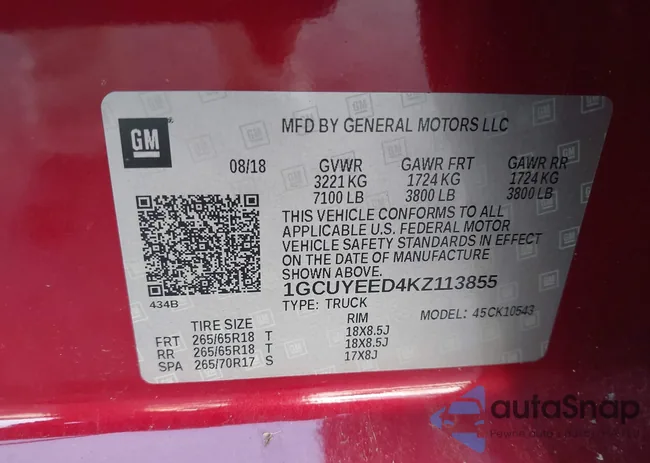 GM
MFD BY GENERAL MOTORS LLC
08/18 GVWR GAWR FRT GAWR RR
3221 KG 1724 KG 1724 KG
7100 LB 3800 LB 3800 LB
THIS VEHICLE CONFORMS TO ALL
APPLICABLE U.S. FEDERAL MOTOR
VEHICLE SAFETY STANDARDS IN EFFECT
ON THE DATE OF MANUFACTURE
SHOWN ABOVE.
1GCUYEED4KZ113855
434B
TYPE: TRUCK MODEL: 45CK10543
TIRE SIZE RIM
FRT 265/65R18 T 18X8.5J
RR 265/65R18 T 18X8.5J
SPA 265/70R17 S 17X8J
autaSnap
Pewne auto